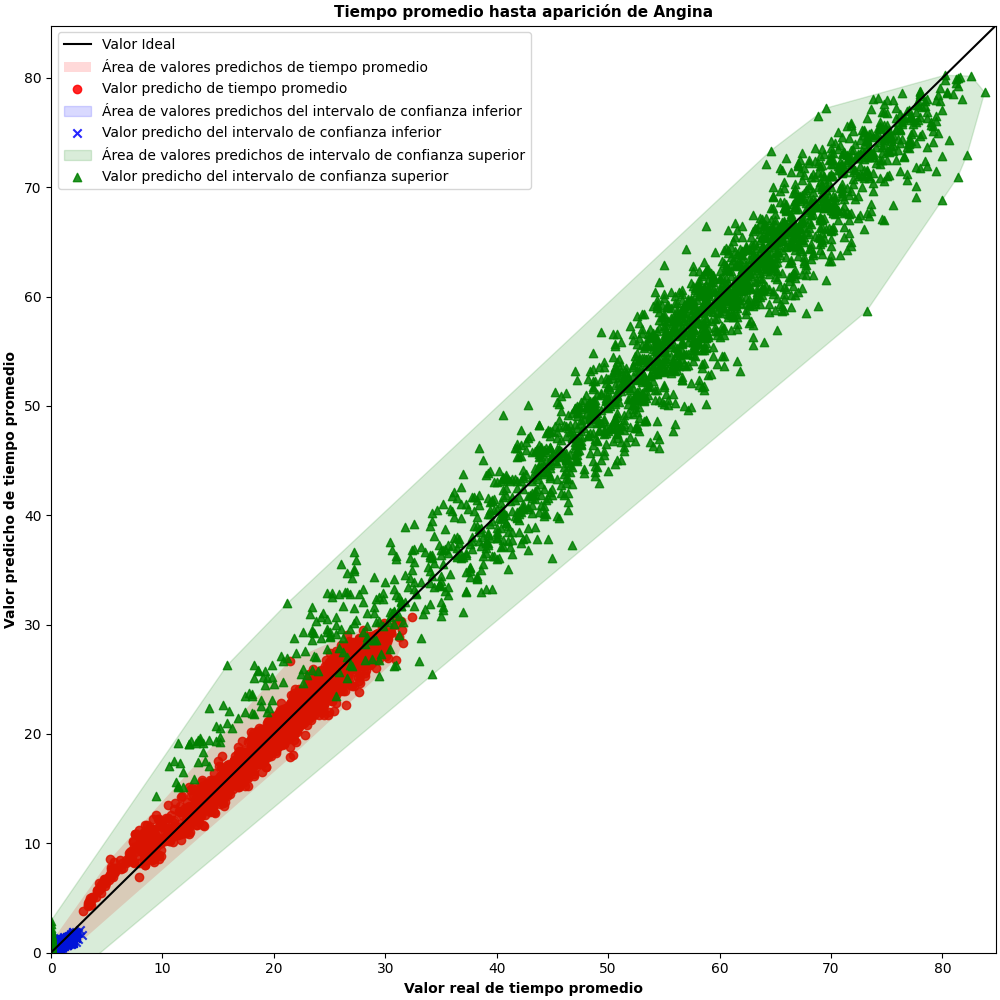 Tiempo promedio hasta aparición de Angina
Valor Ideal
Área de valores predichos de tiempo promedio
Valor predicho de tiempo promedio
Área de valores predichos del intervalo de confianza inferior
Valor predicho del intervalo de confianza inferior
Área de valores predichos de intervalo de confianza superior
Valor predicho del intervalo de confianza superior
Valor predicho de tiempo promedio
80
70
60
50
40
30
20
10
0
0 10 20 30 40 50 60 70 80
Valor real de tiempo promedio